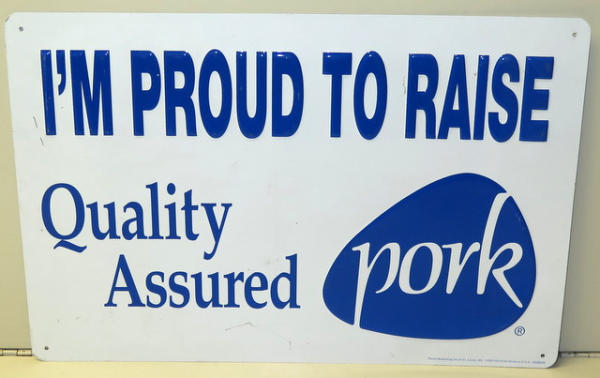 I'M PROUD TO RAISE
Quality
Assured
pork
®